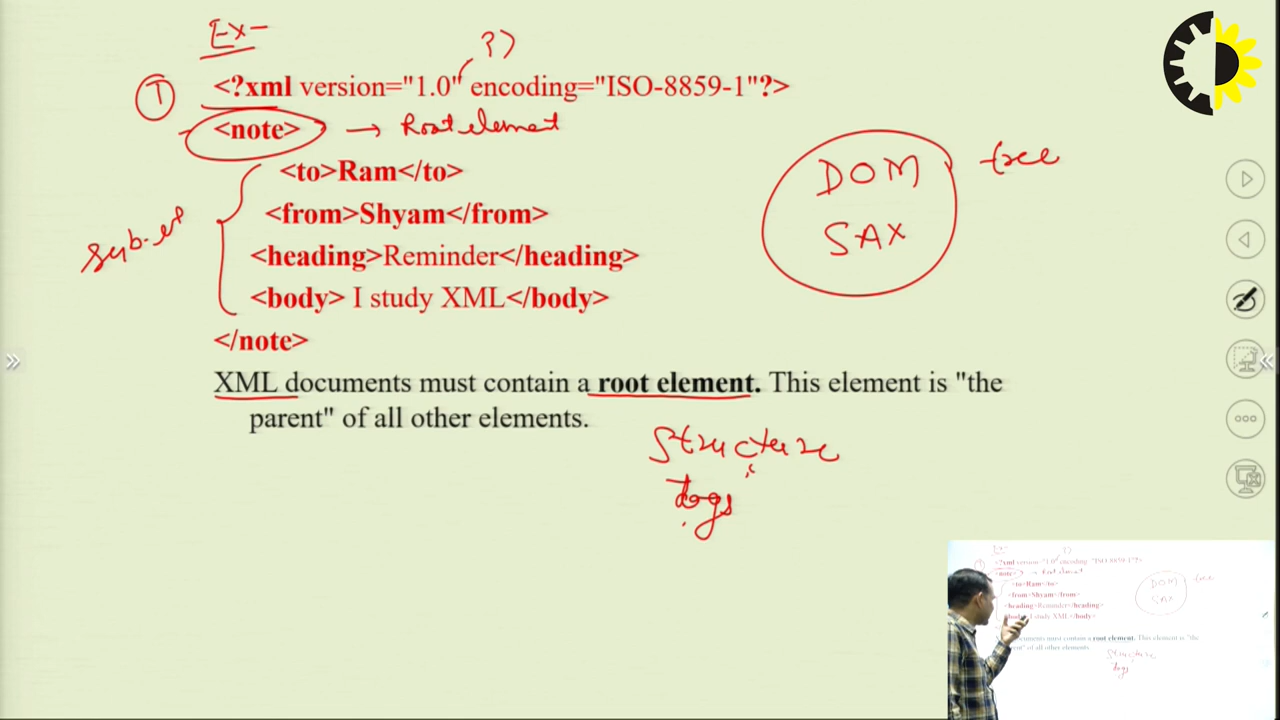 Ex-
?>
① <?xml version="1.0" encoding="ISO-8859-1"?>
<note> → Root element
<to>Ram</to>
<from>Shyam</from>
<heading>Reminder</heading>
<body> I study XML</body>
</note>
sub-el
DOM tree
SAX
XML documents must contain a root element. This element is "the
parent" of all other elements.
Structure
tags